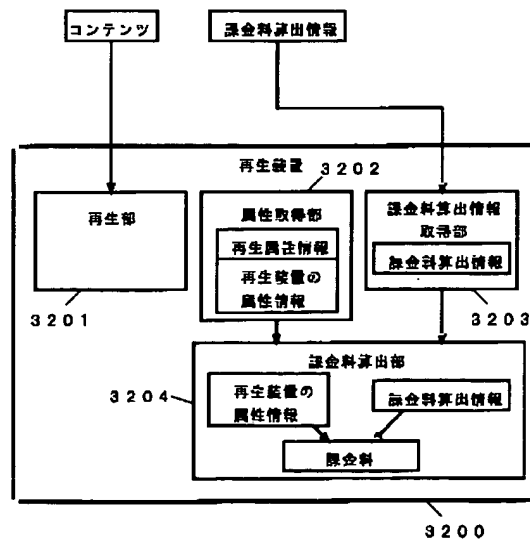 コンテンツ
課金料算出情報
再生装置
3202
再生部
3201
属性取得部
再生属性情報
再生装置の
属性情報
課金料算出情報
取得部
課金料算出情報
3203
課金料算出部
3204
再生装置の
属性情報
課金料算出情報
課金料
3200